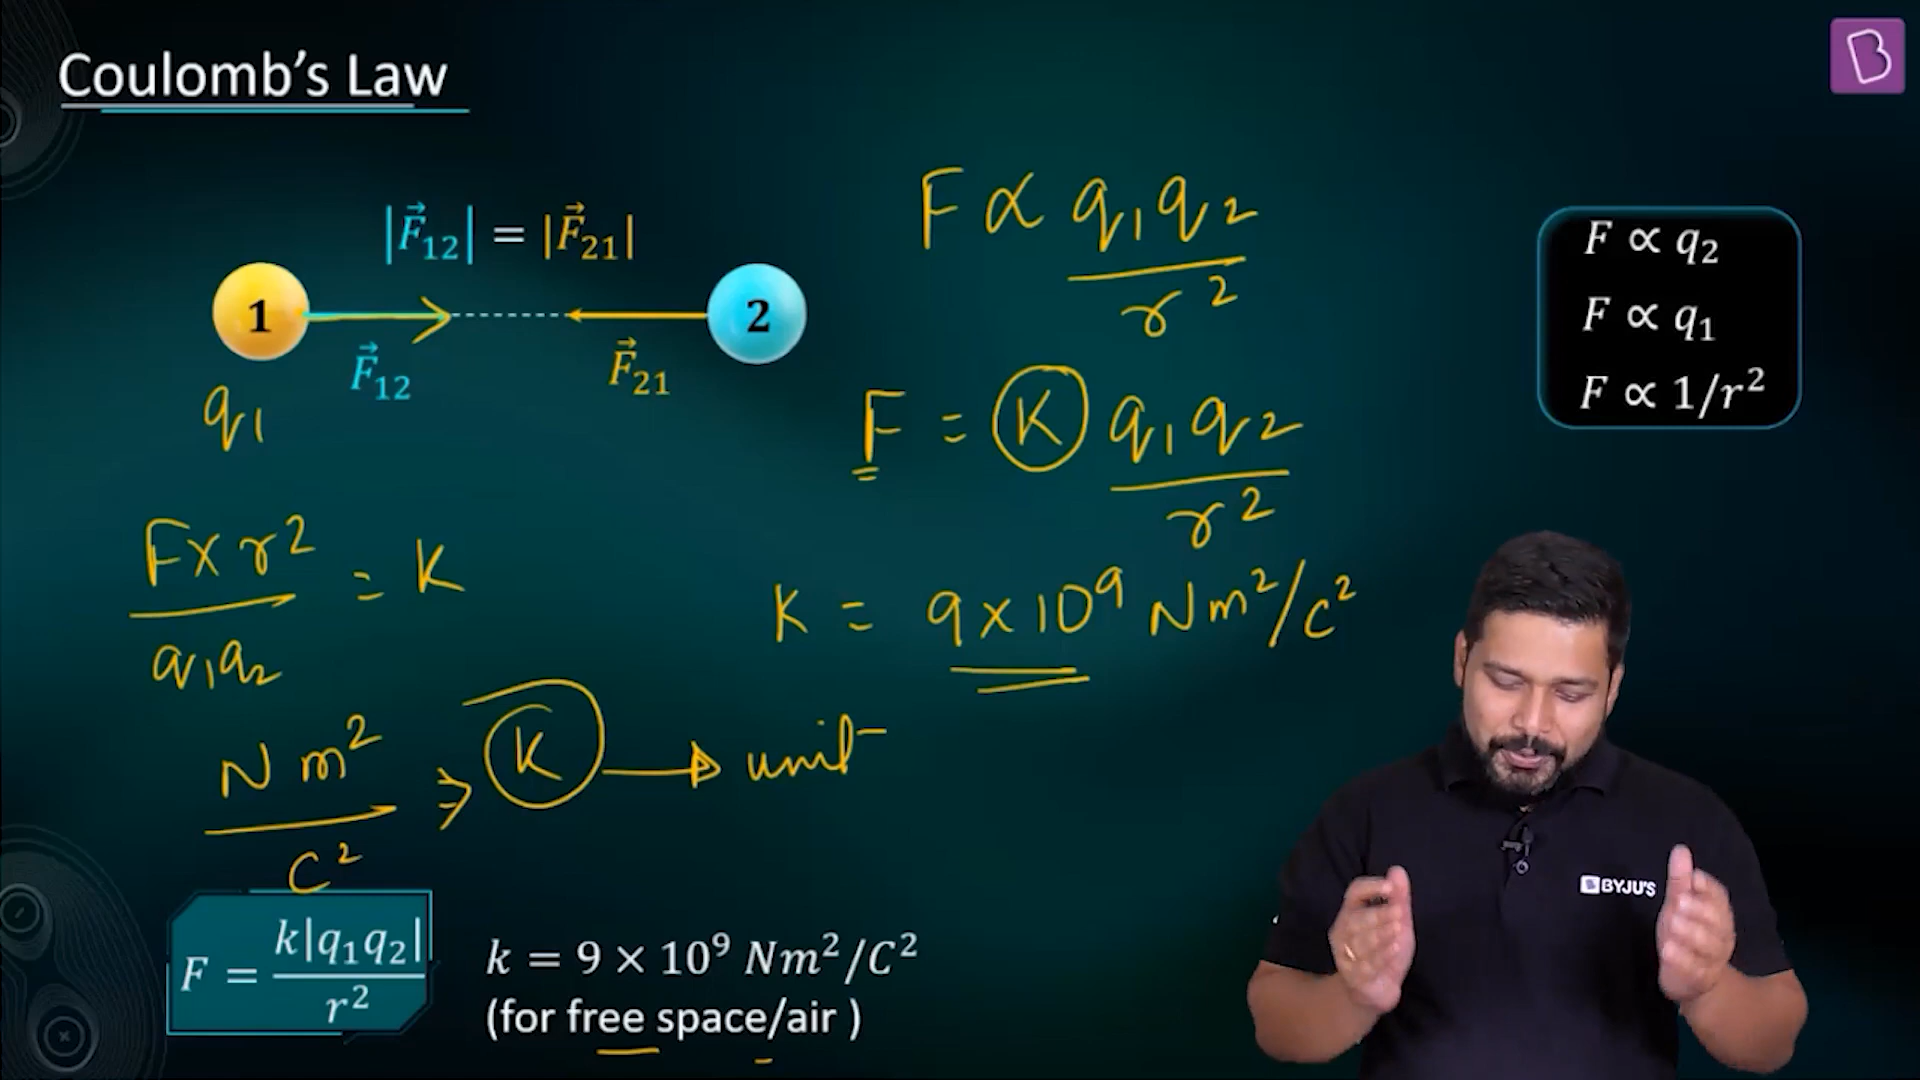 Coulomb's Law
B
|F⃗₁₂| = |F⃗₂₁|
1
2
F⃗₁₂
F⃗₂₁
q₁
F ∝ q₁q₂/r²
F = K q₁q₂/r²
K = 9×10⁹ Nm²/C²
F ∝ q₂
F ∝ q₁
F ∝ 1/r²
F×r²/q₁q₂ = K
Nm²/C² ⇒ K → unit
F = k|q₁q₂|/r²
k = 9 × 10⁹ Nm²/C²
(for free space/air )
BYJU'S